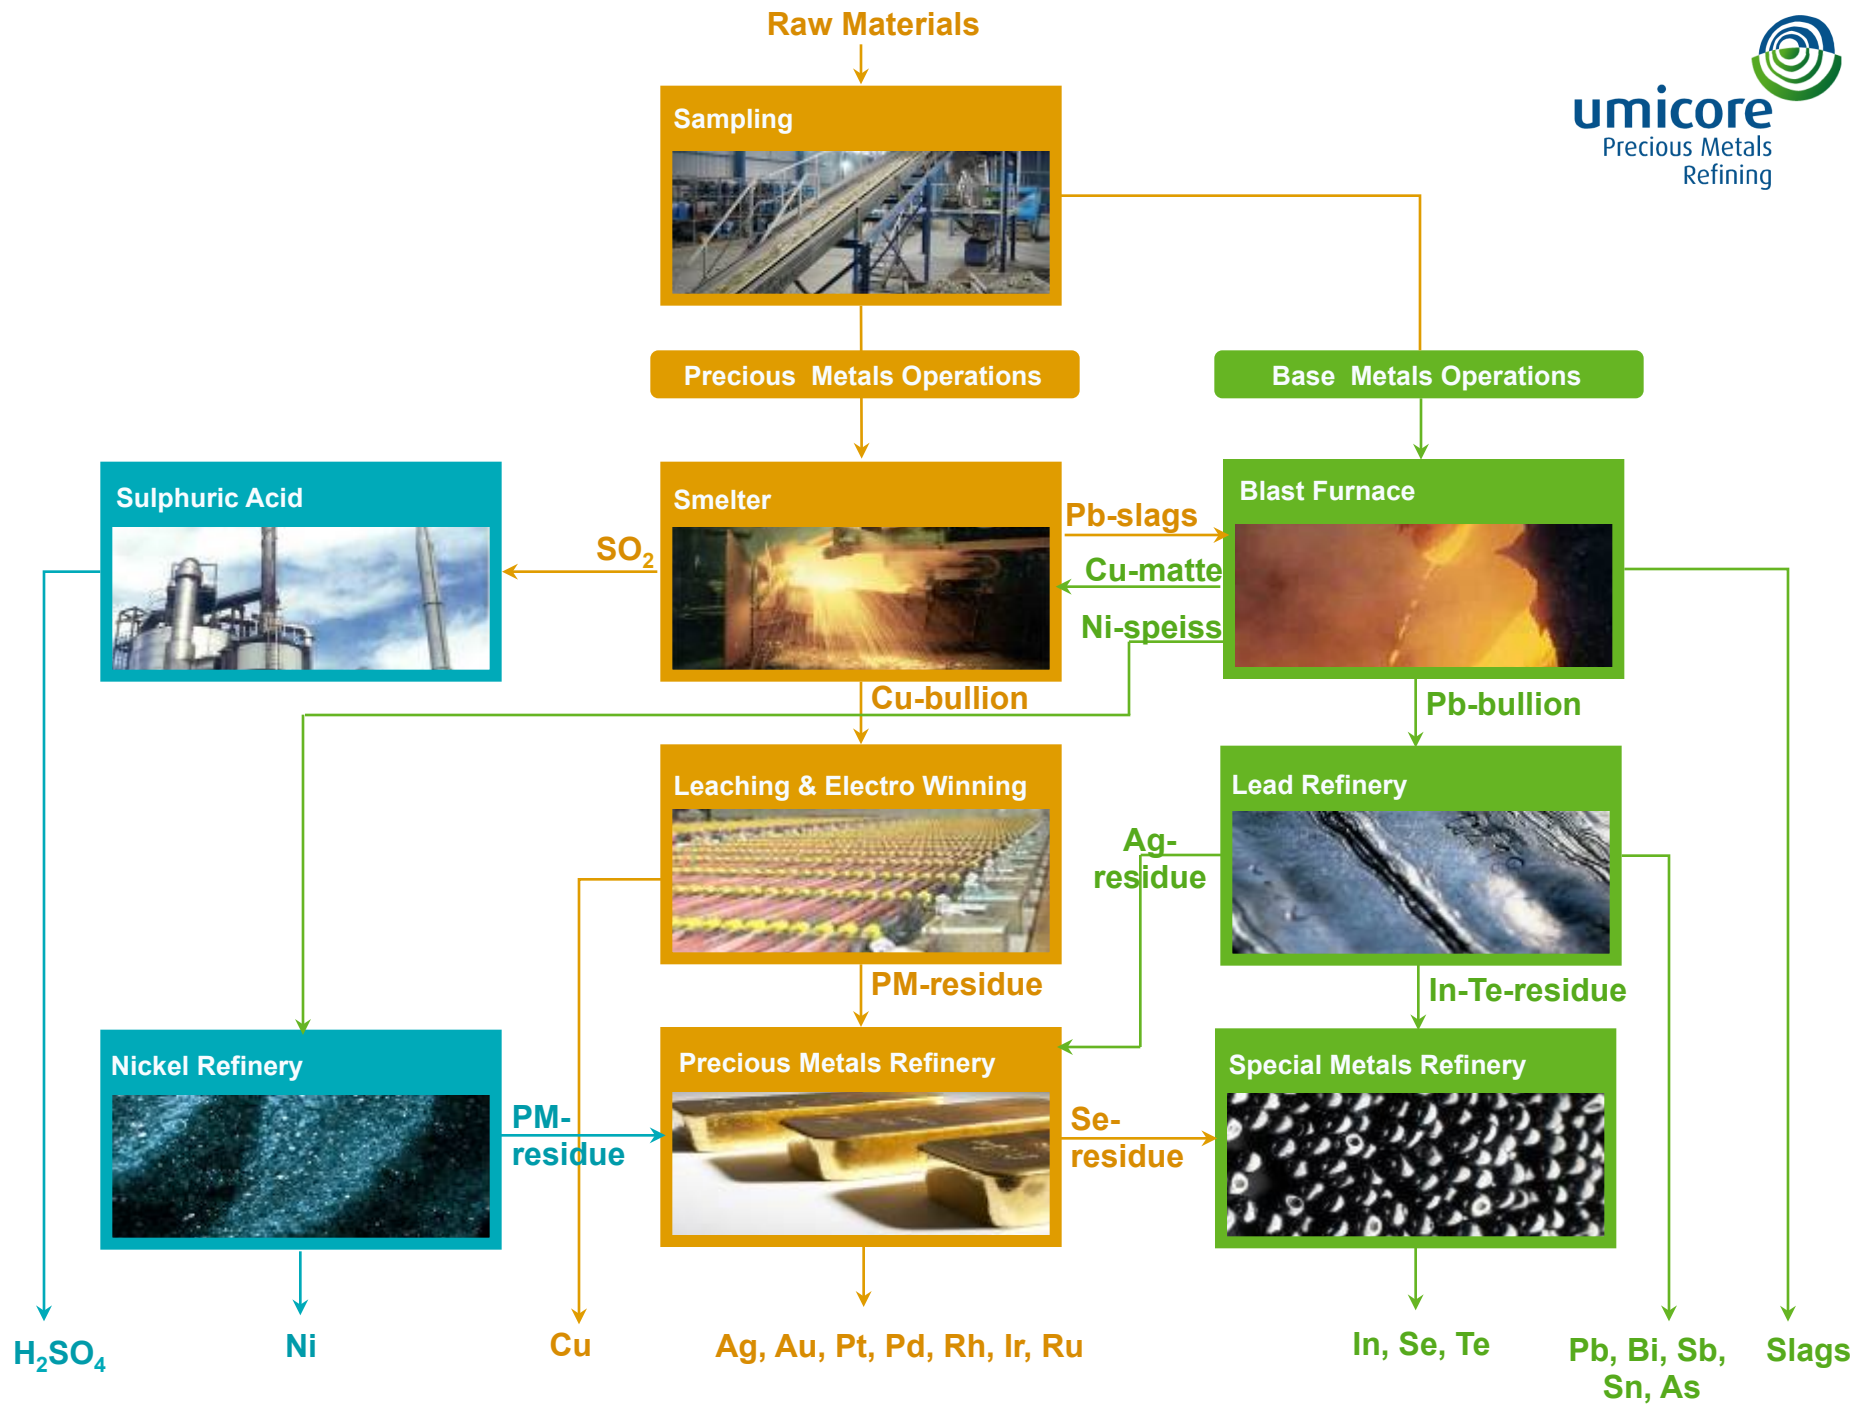 Raw Materials
umicore
Precious Metals
Refining
Sampling
Precious Metals Operations
Base Metals Operations
Sulphuric Acid
Smelter
Blast Furnace
SO2
Pb-slags
Cu-matte
Ni-speiss
Cu-bullion
Pb-bullion
Leaching & Electro Winning
Lead Refinery
Ag-
residue
PM-residue
In-Te-residue
Nickel Refinery
Precious Metals Refinery
Special Metals Refinery
PM-
residue
Se-
residue
H2SO4
Ni
Cu
Ag, Au, Pt, Pd, Rh, Ir, Ru
In, Se, Te
Pb, Bi, Sb,
Sn, As
Slags